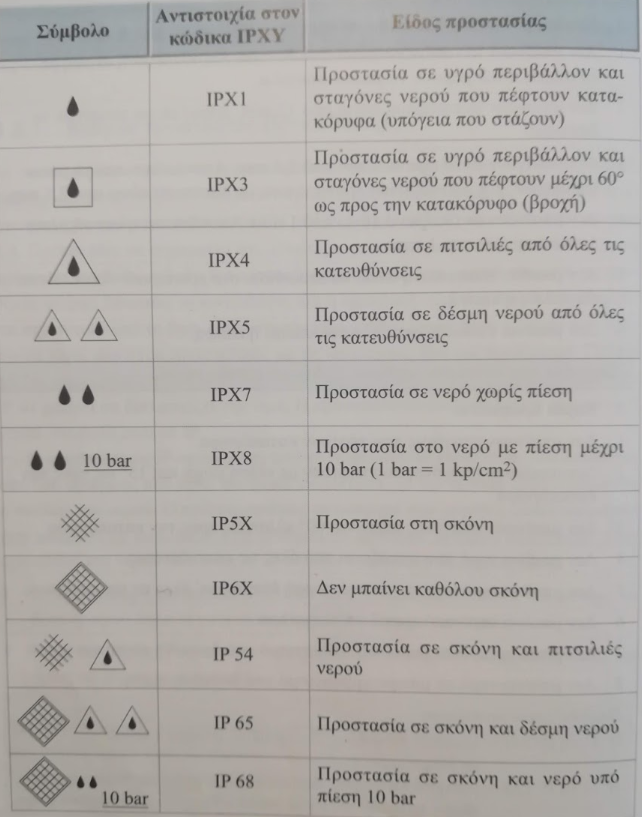 Σύμβολο
Αντιστοιχία στον
κώδικα IPXY
Είδος προστασίας
IPX1
Προστασία σε υγρό περιβάλλον και
σταγόνες νερού που πέφτουν κατα-
κόρυφα (υπόγεια που στάζουν)
IPX3
Προστασία σε υγρό περιβάλλον και
σταγόνες νερού που πέφτουν μέχρι 60°
ως προς την κατακόρυφο (βροχή)
IPX4
Προστασία σε πιτσιλιές από όλες τις
κατευθύνσεις
IPX5
Προστασία σε δέσμη νερού από όλες
τις κατευθύνσεις
IPX7
Προστασία σε νερό χωρίς πίεση
10 bar
IPX8
Προστασία στο νερό με πίεση μέχρι
10 bar (1 bar = 1 kp/cm²)
IP5X
Προστασία στη σκόνη
IP6X
Δεν μπαίνει καθόλου σκόνη
IP 54
Προστασία σε σκόνη και πιτσιλιές
νερού
IP 65
Προστασία σε σκόνη και δέσμη νερού
10 bar
IP 68
Προστασία σε σκόνη και νερό υπό
πίεση 10 bar